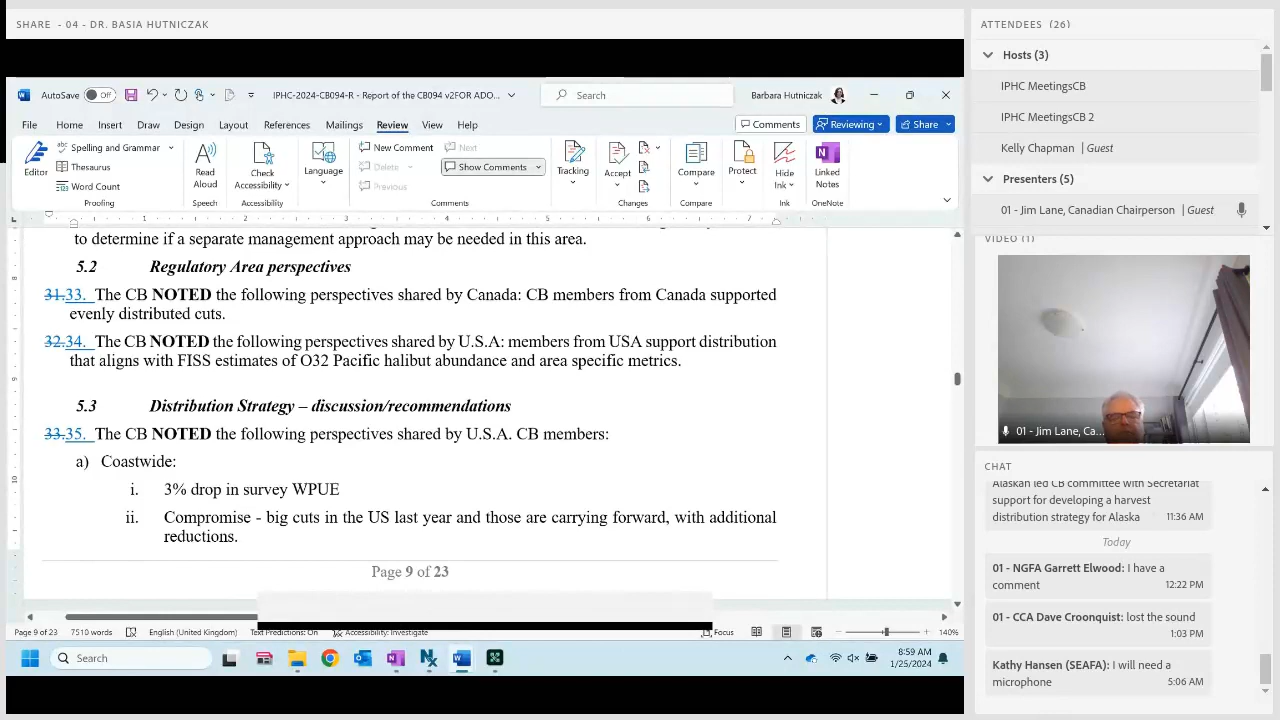 SHARE - 04 - DR. BASIA HUTNICZAK
AutoSave Off
IPHC-2024-CB094-R - Report of the CB094 v2FOR ADO...
Search
Barbara Hutniczak
File Home Insert Draw Design Layout References Mailings Review View Help
Comments Reviewing Share
Editor
Spelling and Grammar
Thesaurus
Word Count
Proofing
Read Aloud
Speech
Check Accessibility
Accessibility
Language
New Comment
Delete
Previous
Next
Show Comments
Comments
Tracking
Accept
Changes
Compare
Compare
Protect
Hide Ink
Ink
Linked Notes
OneNote
1 2 3 4 5 6 7
to determine if a separate management approach may be needed in this area.
5.2 Regulatory Area perspectives
31.33. The CB NOTED the following perspectives shared by Canada: CB members from Canada supported
evenly distributed cuts.
32.34. The CB NOTED the following perspectives shared by U.S.A: members from USA support distribution
that aligns with FISS estimates of O32 Pacific halibut abundance and area specific metrics.
5.3 Distribution Strategy – discussion/recommendations
33.35. The CB NOTED the following perspectives shared by U.S.A. CB members:
a) Coastwide:
i. 3% drop in survey WPUE
ii. Compromise - big cuts in the US last year and those are carrying forward, with additional
reductions.
Page 9 of 23
Page 9 of 23 7510 words English (United Kingdom) Text Predictions: On Accessibility: Investigate Focus 140%
Search
8:59 AM
ATTENDEES (26)
Hosts (3)
IPHC MeetingsCB
IPHC MeetingsCB 2
Kelly Chapman | Guest
Presenters (5)
01 - Jim Lane, Canadian Chairperson | Guest
VIDEO (1)
01 - Jim Lane, Ca...
CHAT
Alaskan led CB committee with Secretariat
support for developing a harvest
distribution strategy for Alaska 11:36 AM
Today
01 - NGFA Garrett Elwood: I have a
comment 12:22 PM
01 - CCA Dave Croonquist: lost the sound
1:03 PM
Kathy Hansen (SEAFA): I will need
microphone 5:06 AM